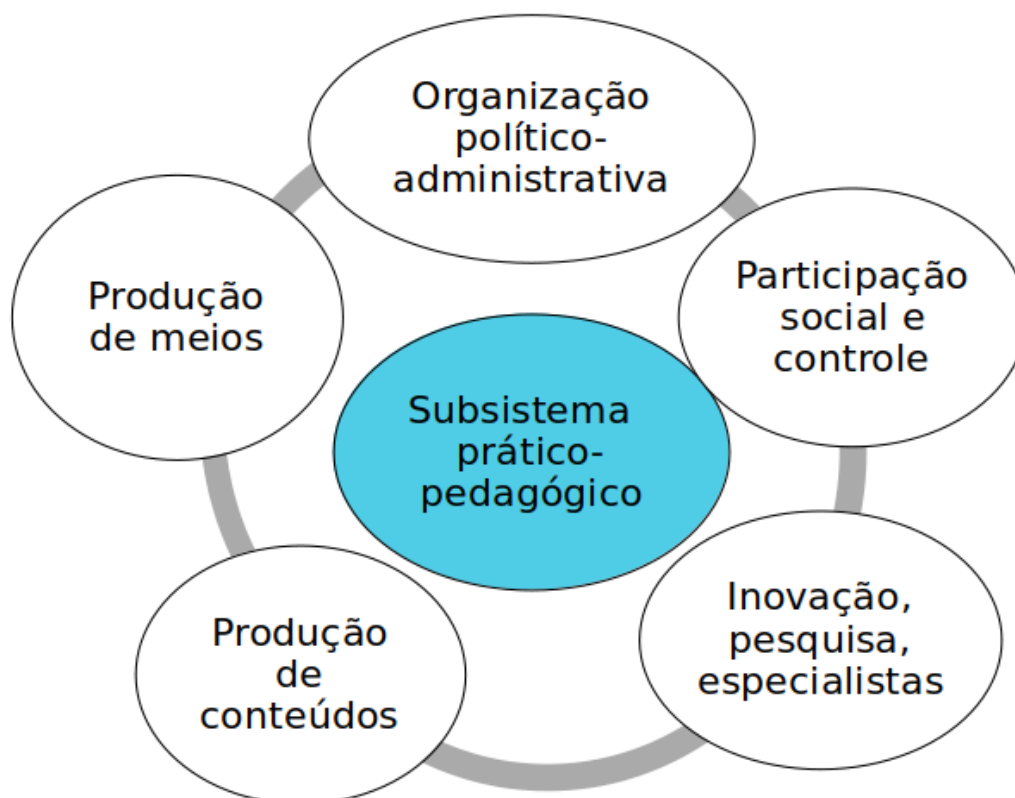 Organização
político-
administrativa
Participação
social e
controle
Produção
de meios
Subsistema
prático-
pedagógico
Inovação,
pesquisa,
especialistas
Produção
de
conteúdos